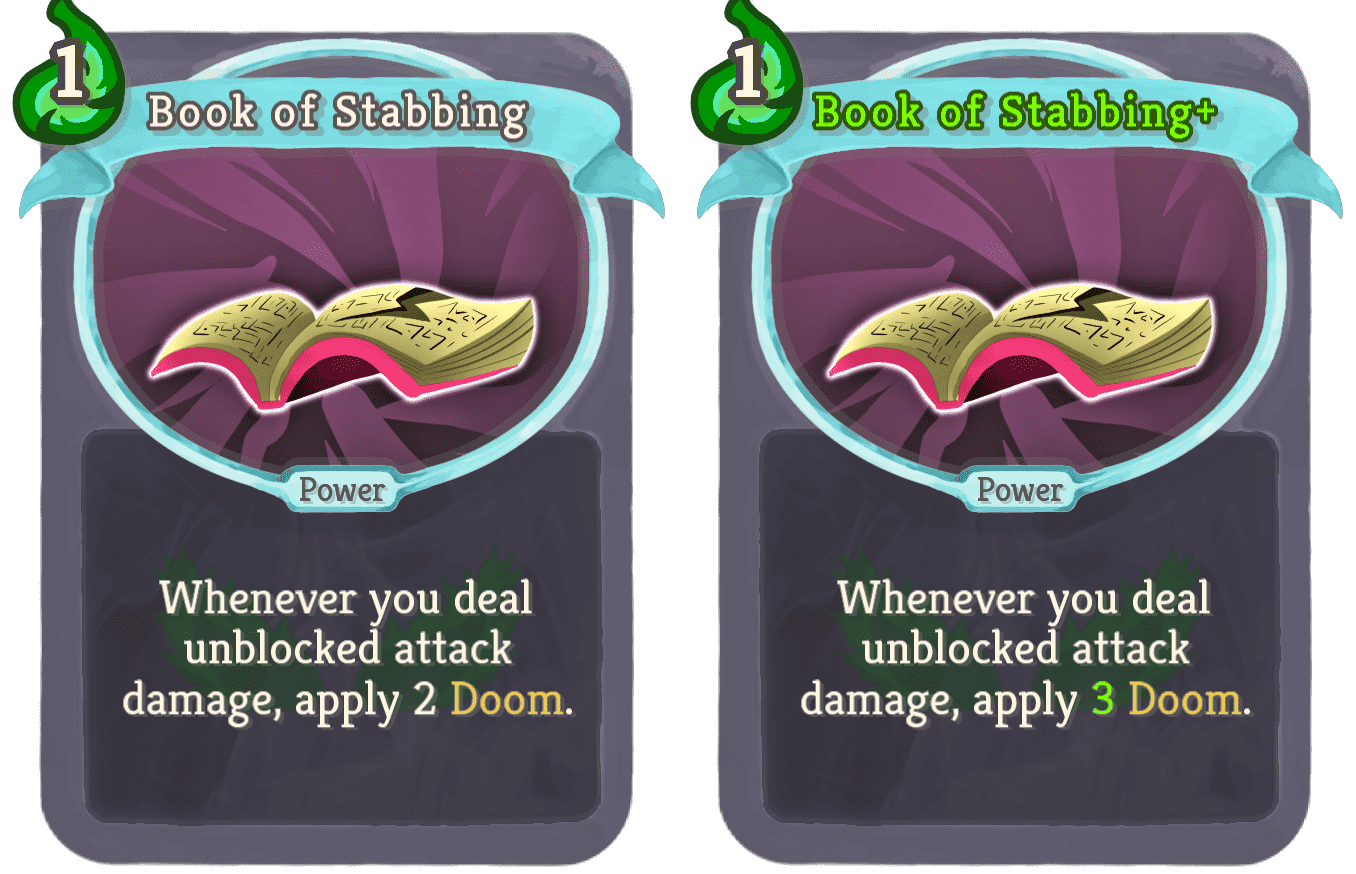 1
Book of Stabbing
Power
Whenever you deal
unblocked attack
damage, apply 2 Doom.
1
Book of Stabbing+
Power
Whenever you deal
unblocked attack
damage, apply 3 Doom.